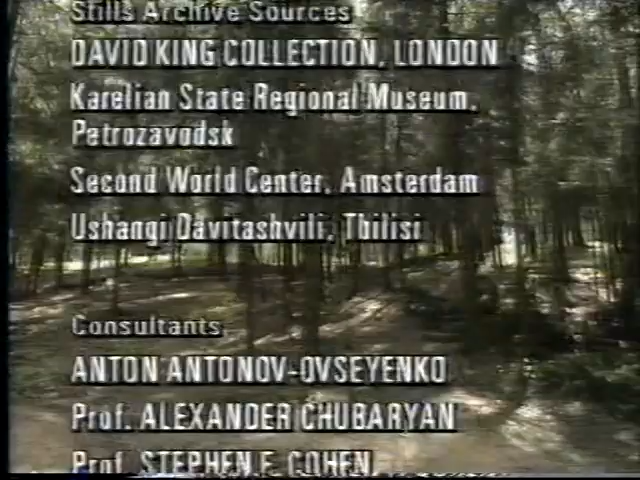 Stills Archive Sources
DAVID KING COLLECTION, LONDON
Karelian State Regional Museum,
Petrozavodsk
Second World Center, Amsterdam
Ushangi Davitashvili, Tbilisi
Consultants
ANTON ANTONOV-OVSEYENKO
Prof. ALEXANDER CHUBARYAN
Prof. STEPHEN F. COHEN